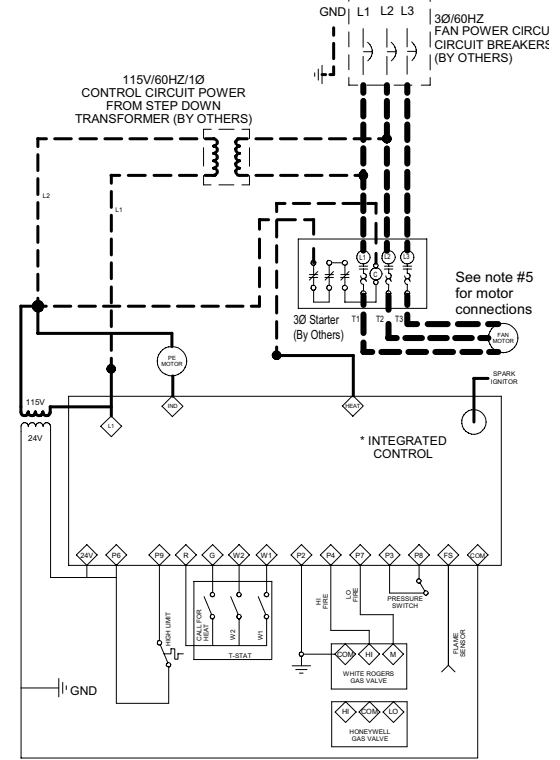 GND L1 L2 L3
3Ø/60HZ
FAN POWER CIRCU
CIRCUIT BREAKERS
(BY OTHERS)
115V/60HZ/1Ø
CONTROL CIRCUIT POWER
FROM STEP DOWN
TRANSFORMER (BY OTHERS)
L2
L1
L1 L2 L3
C
See note #5
for motor
connections
3Ø Starter
(By Others)
T1 T2 T3
FAN
MOTOR
PE
MOTOR
SPARK
IGNITOR
115V
24V
L1
IND
HEAT
* INTEGRATED
CONTROL
24V P6 P9 R G W2 W1 P2 P4 P7 P3 P8 FS COM
HIGH LIMIT
CALL FOR
HEAT
W2
W1
T-STAT
HI
FIRE
LO
FIRE
PRESSURE
SWITCH
FLAME
SENSOR
COM HI M
WHITE ROGERS
GAS VALVE
GND
HI COM LO
HONEYWELL
GAS VALVE